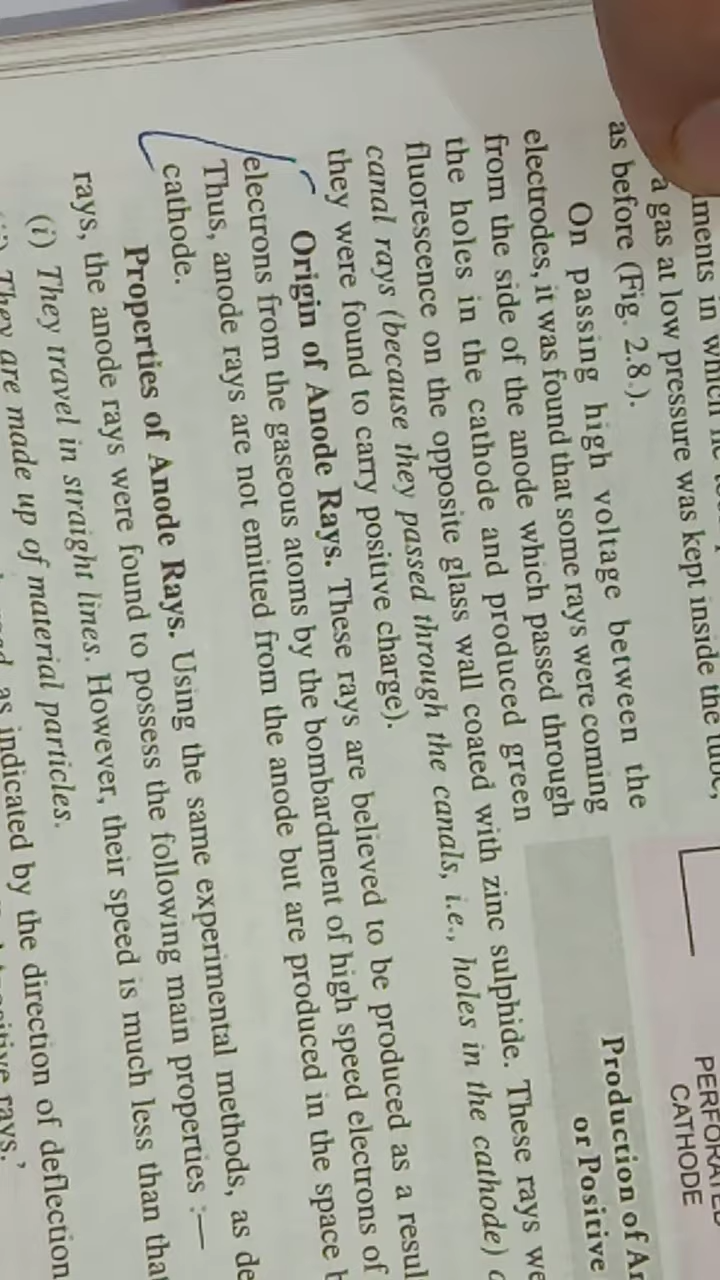 ments in which
a gas at low pressure was kept inside the tube,
as before (Fig. 2.8.).
On passing high voltage between the
electrodes, it was found that some rays were coming
from the side of the anode which passed through
the holes in the cathode and produced green
fluorescence on the opposite glass wall coated with zinc sulphide. These rays we
canal rays (because they passed through the canals, i.e., holes in the cathode)
they were found to carry positive charge).
Origin of Anode Rays. These rays are believed to be produced as a resul
electrons from the gaseous atoms by the bombardment of high speed electrons of
Thus, anode rays are not emitted from the anode but are produced in the space
cathode.
Properties of Anode Rays. Using the same experimental methods, as de
rays, the anode rays were found to possess the following main properties :—
(i) They travel in straight lines. However, their speed is much less than tha
They are made up of material particles.
as indicated by the direction of deflection
rays.'
PERFORATED
CATHODE
Production of
or Positive